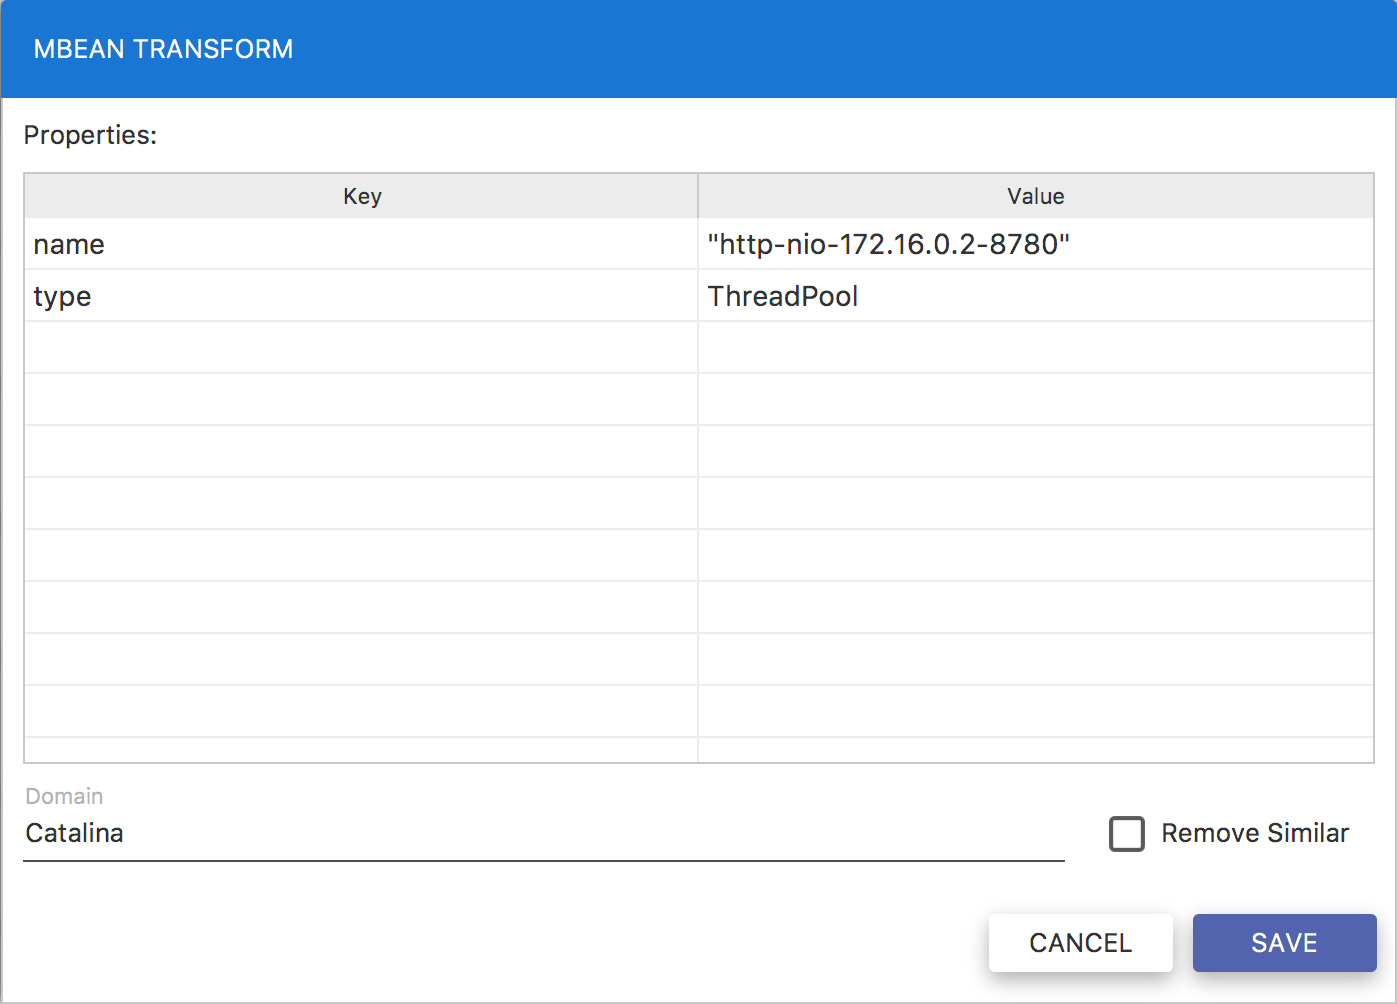 MBEAN TRANSFORM
Properties:
Key Value
name "http-nio-172.16.0.2-8780"
type ThreadPool
Domain
Catalina
Remove Similar
CANCEL SAVE